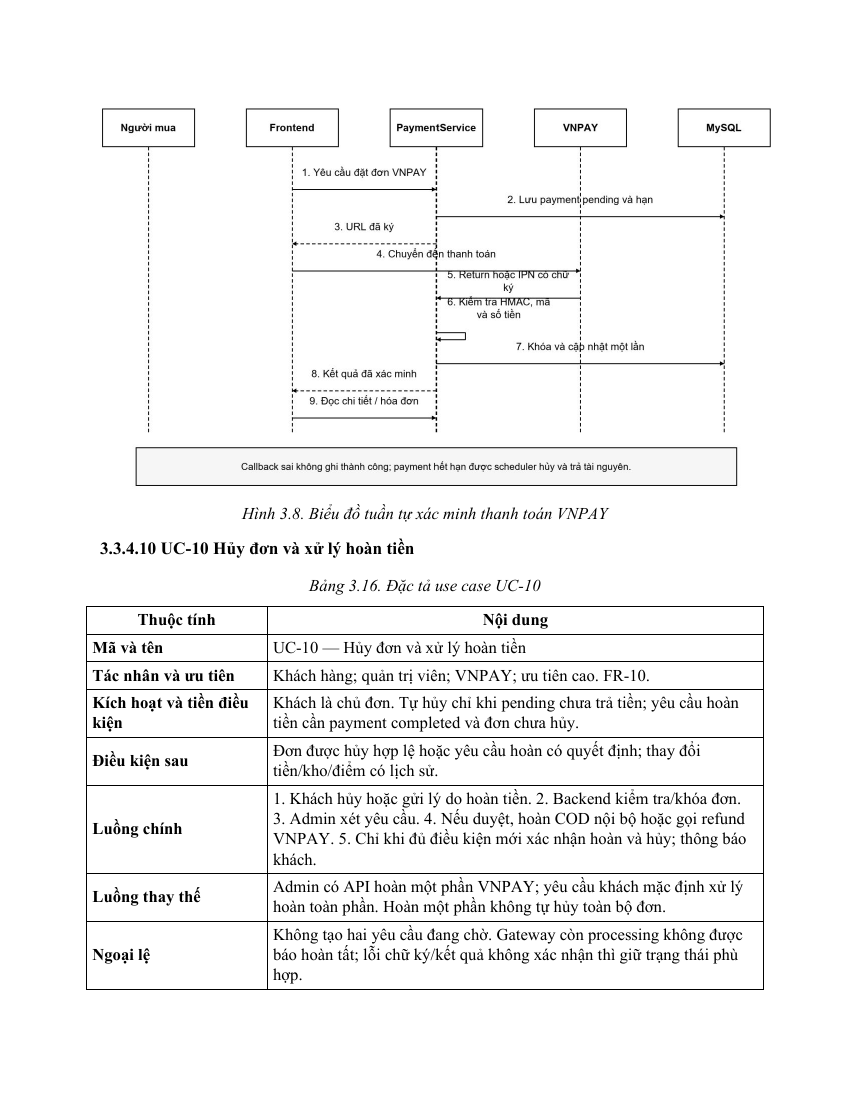 Người mua
Frontend
PaymentService
VNPAY
MySQL
1. Yêu cầu đặt đơn VNPAY
2. Lưu payment pending và hạn
3. URL đã ký
4. Chuyển đến thanh toán
5. Return hoặc IPN có chữ
ký
6. Kiểm tra HMAC, mã
và số tiền
7. Khóa và cập nhật một lần
8. Kết quả đã xác minh
9. Đọc chi tiết / hóa đơn
Callback sai không ghi thành công; payment hết hạn được scheduler hủy và trả tài nguyên.
Hình 3.8. Biểu đồ tuần tự xác minh thanh toán VNPAY
3.3.4.10 UC-10 Hủy đơn và xử lý hoàn tiền
Bảng 3.16. Đặc tả use case UC-10
Thuộc tính
Nội dung
Mã và tên
UC-10 — Hủy đơn và xử lý hoàn tiền
Tác nhân và ưu tiên
Khách hàng; quản trị viên; VNPAY; ưu tiên cao. FR-10.
Kích hoạt và tiền điều
kiện
Khách là chủ đơn. Tự hủy chỉ khi pending chưa trả tiền; yêu cầu hoàn
tiền cần payment completed và đơn chưa hủy.
Điều kiện sau
Đơn được hủy hợp lệ hoặc yêu cầu hoàn có quyết định; thay đổi
tiền/kho/điểm có lịch sử.
Luồng chính
1. Khách hủy hoặc gửi lý do hoàn tiền. 2. Backend kiểm tra/khóa đơn.
3. Admin xét yêu cầu. 4. Nếu duyệt, hoàn COD nội bộ hoặc gọi refund
VNPAY. 5. Chỉ khi đủ điều kiện mới xác nhận hoàn và hủy; thông báo
khách.
Luồng thay thế
Admin có API hoàn một phần VNPAY; yêu cầu khách mặc định xử lý
hoàn toàn phần. Hoàn một phần không tự hủy toàn bộ đơn.
Ngoại lệ
Không tạo hai yêu cầu đang chờ. Gateway còn processing không được
báo hoàn tất; lỗi chữ ký/kết quả không xác nhận thì giữ trạng thái phù
hợp.